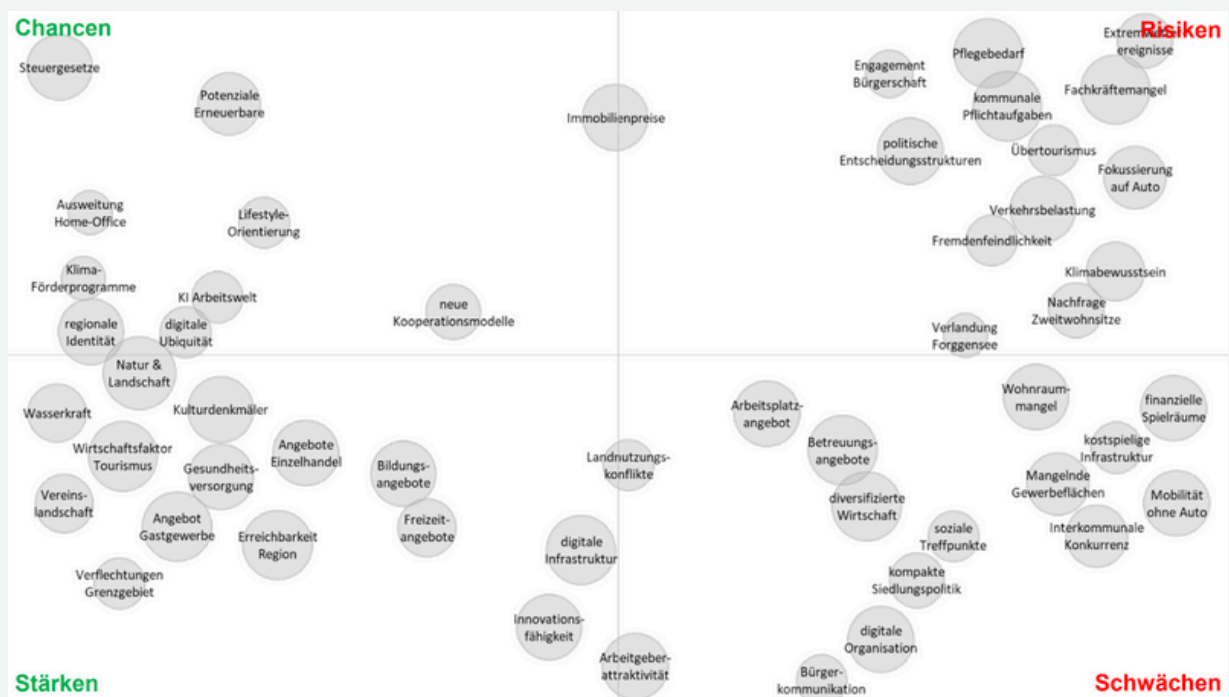 Chancen
Risiken
Steuergesetze
Potenziale
Erneuerbare
Immobilienpreise
Engagement
Bürgerschaft
Pflegebedarf
ereignisse
kommunale
Pflichtaufgaben
Fachkräftemangel
politische
Entscheidungsstrukturen
Übertourismus
Fokussierung
auf Auto
Ausweitung
Home-Office
Lifestyle-
Orientierung
Verkehrsbelastung
Fremdenfeindlichkeit
Klima-
Förderprogramme
KI Arbeitswelt
neue
Kooperationsmodelle
Klimabewusstsein
Nachfrage
Zweitwohnsitze
regionale
Identität
digitale
Ubiquität
Verlandung
Forggensee
Natur &
Landschaft
Wasserkraft
Kulturdenkmäler
Arbeitsplatz-
angebot
Wohnraum-
mangel
finanzielle
Spielräume
Wirtschaftsfaktor
Tourismus
Angebote
Einzelhandel
Gesundheits-
versorgung
Bildungs-
angebote
Landnutzungs-
konflikte
Betreuungs-
angebote
kostspielige
Infrastruktur
Mangelnde
Gewerbeflächen
Vereins-
landschaft
Angebot
Gastgewerbe
Erreichbarkeit
Region
Freizeit-
angebote
digitale
Infrastruktur
diversifizierte
Wirtschaft
soziale
Treffpunkte
Mobilität
ohne Auto
Interkommunale
Konkurrenz
Verflechtungen
Grenzgebiet
kompakte
Siedlungspolitik
Innovations-
fähigkeit
digitale
Organisation
Arbeitgeber-
attraktivität
Bürger-
kommunikation
Stärken
Schwächen